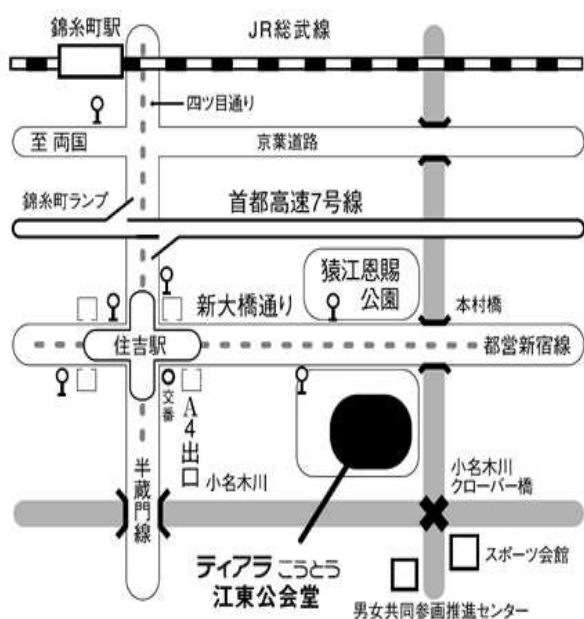 錦糸町駅
JR総武線
四ツ目通り
至 両国
京葉道路
錦糸町ランプ
首都高速7号線
猿江恩賜
公園
新大橋通り
本村橋
住吉駅
都営新宿線
交番
A4出口
半蔵門線
小名木川
小名木川
クローバー橋
ティアラ こうとう
江東公会堂
スポーツ会館
男女共同参画推進センター